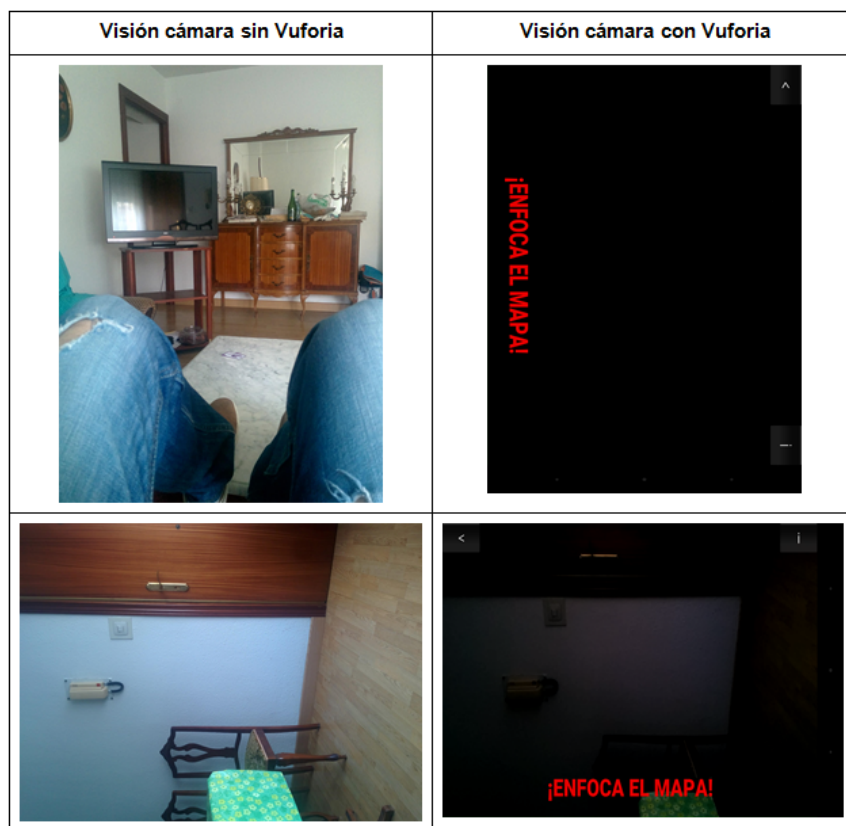 Visión cámara sin Vuforia
Visión cámara con Vuforia
^
¡ENFOCA EL MAPA!
<
i
¡ENFOCA EL MAPA!